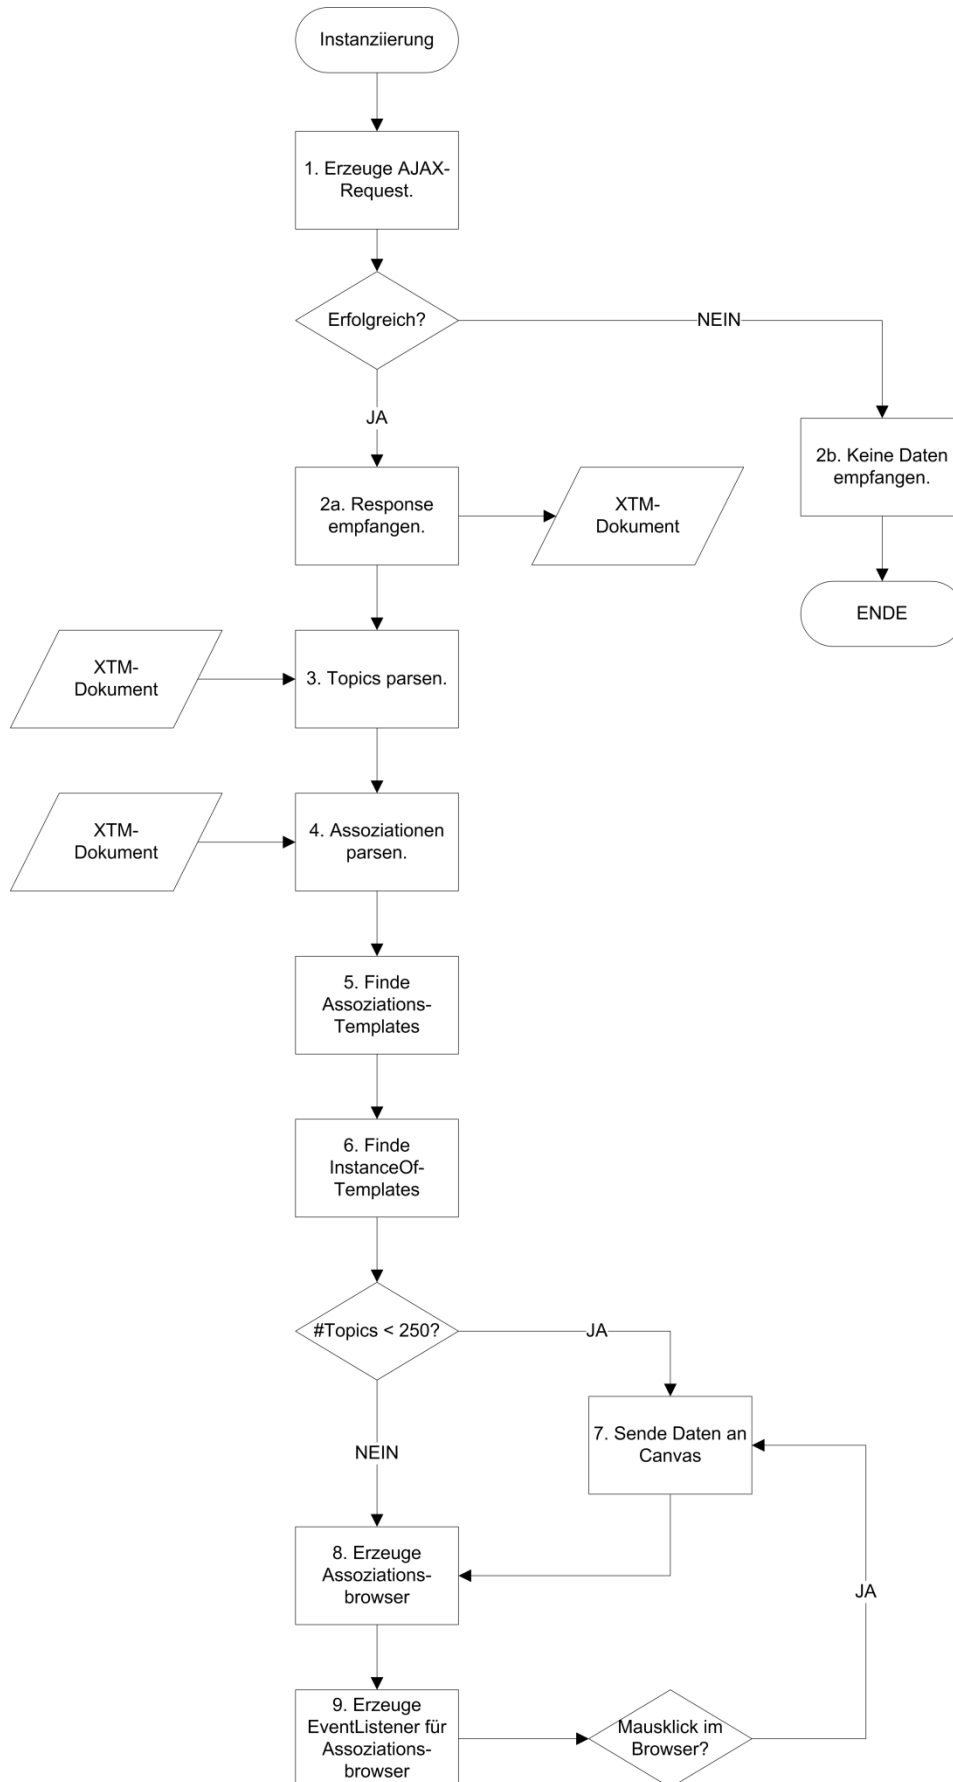 Instanziierung
1. Erzeuge AJAX-
Request.
Erfolgreich?
NEIN
JA
2b. Keine Daten
empfangen.
2a. Response
empfangen.
XTM-
Dokument
ENDE
XTM-
Dokument
3. Topics parsen.
XTM-
Dokument
4. Assoziationen
parsen.
5. Finde
Assoziations-
Templates
6. Finde
InstanceOf-
Templates
#Topics < 250?
JA
7. Sende Daten an
Canvas
NEIN
8. Erzeuge
Assoziations-
browser
JA
9. Erzeuge
EventListener für
Assoziations-
browser
Mausklick im
Browser?